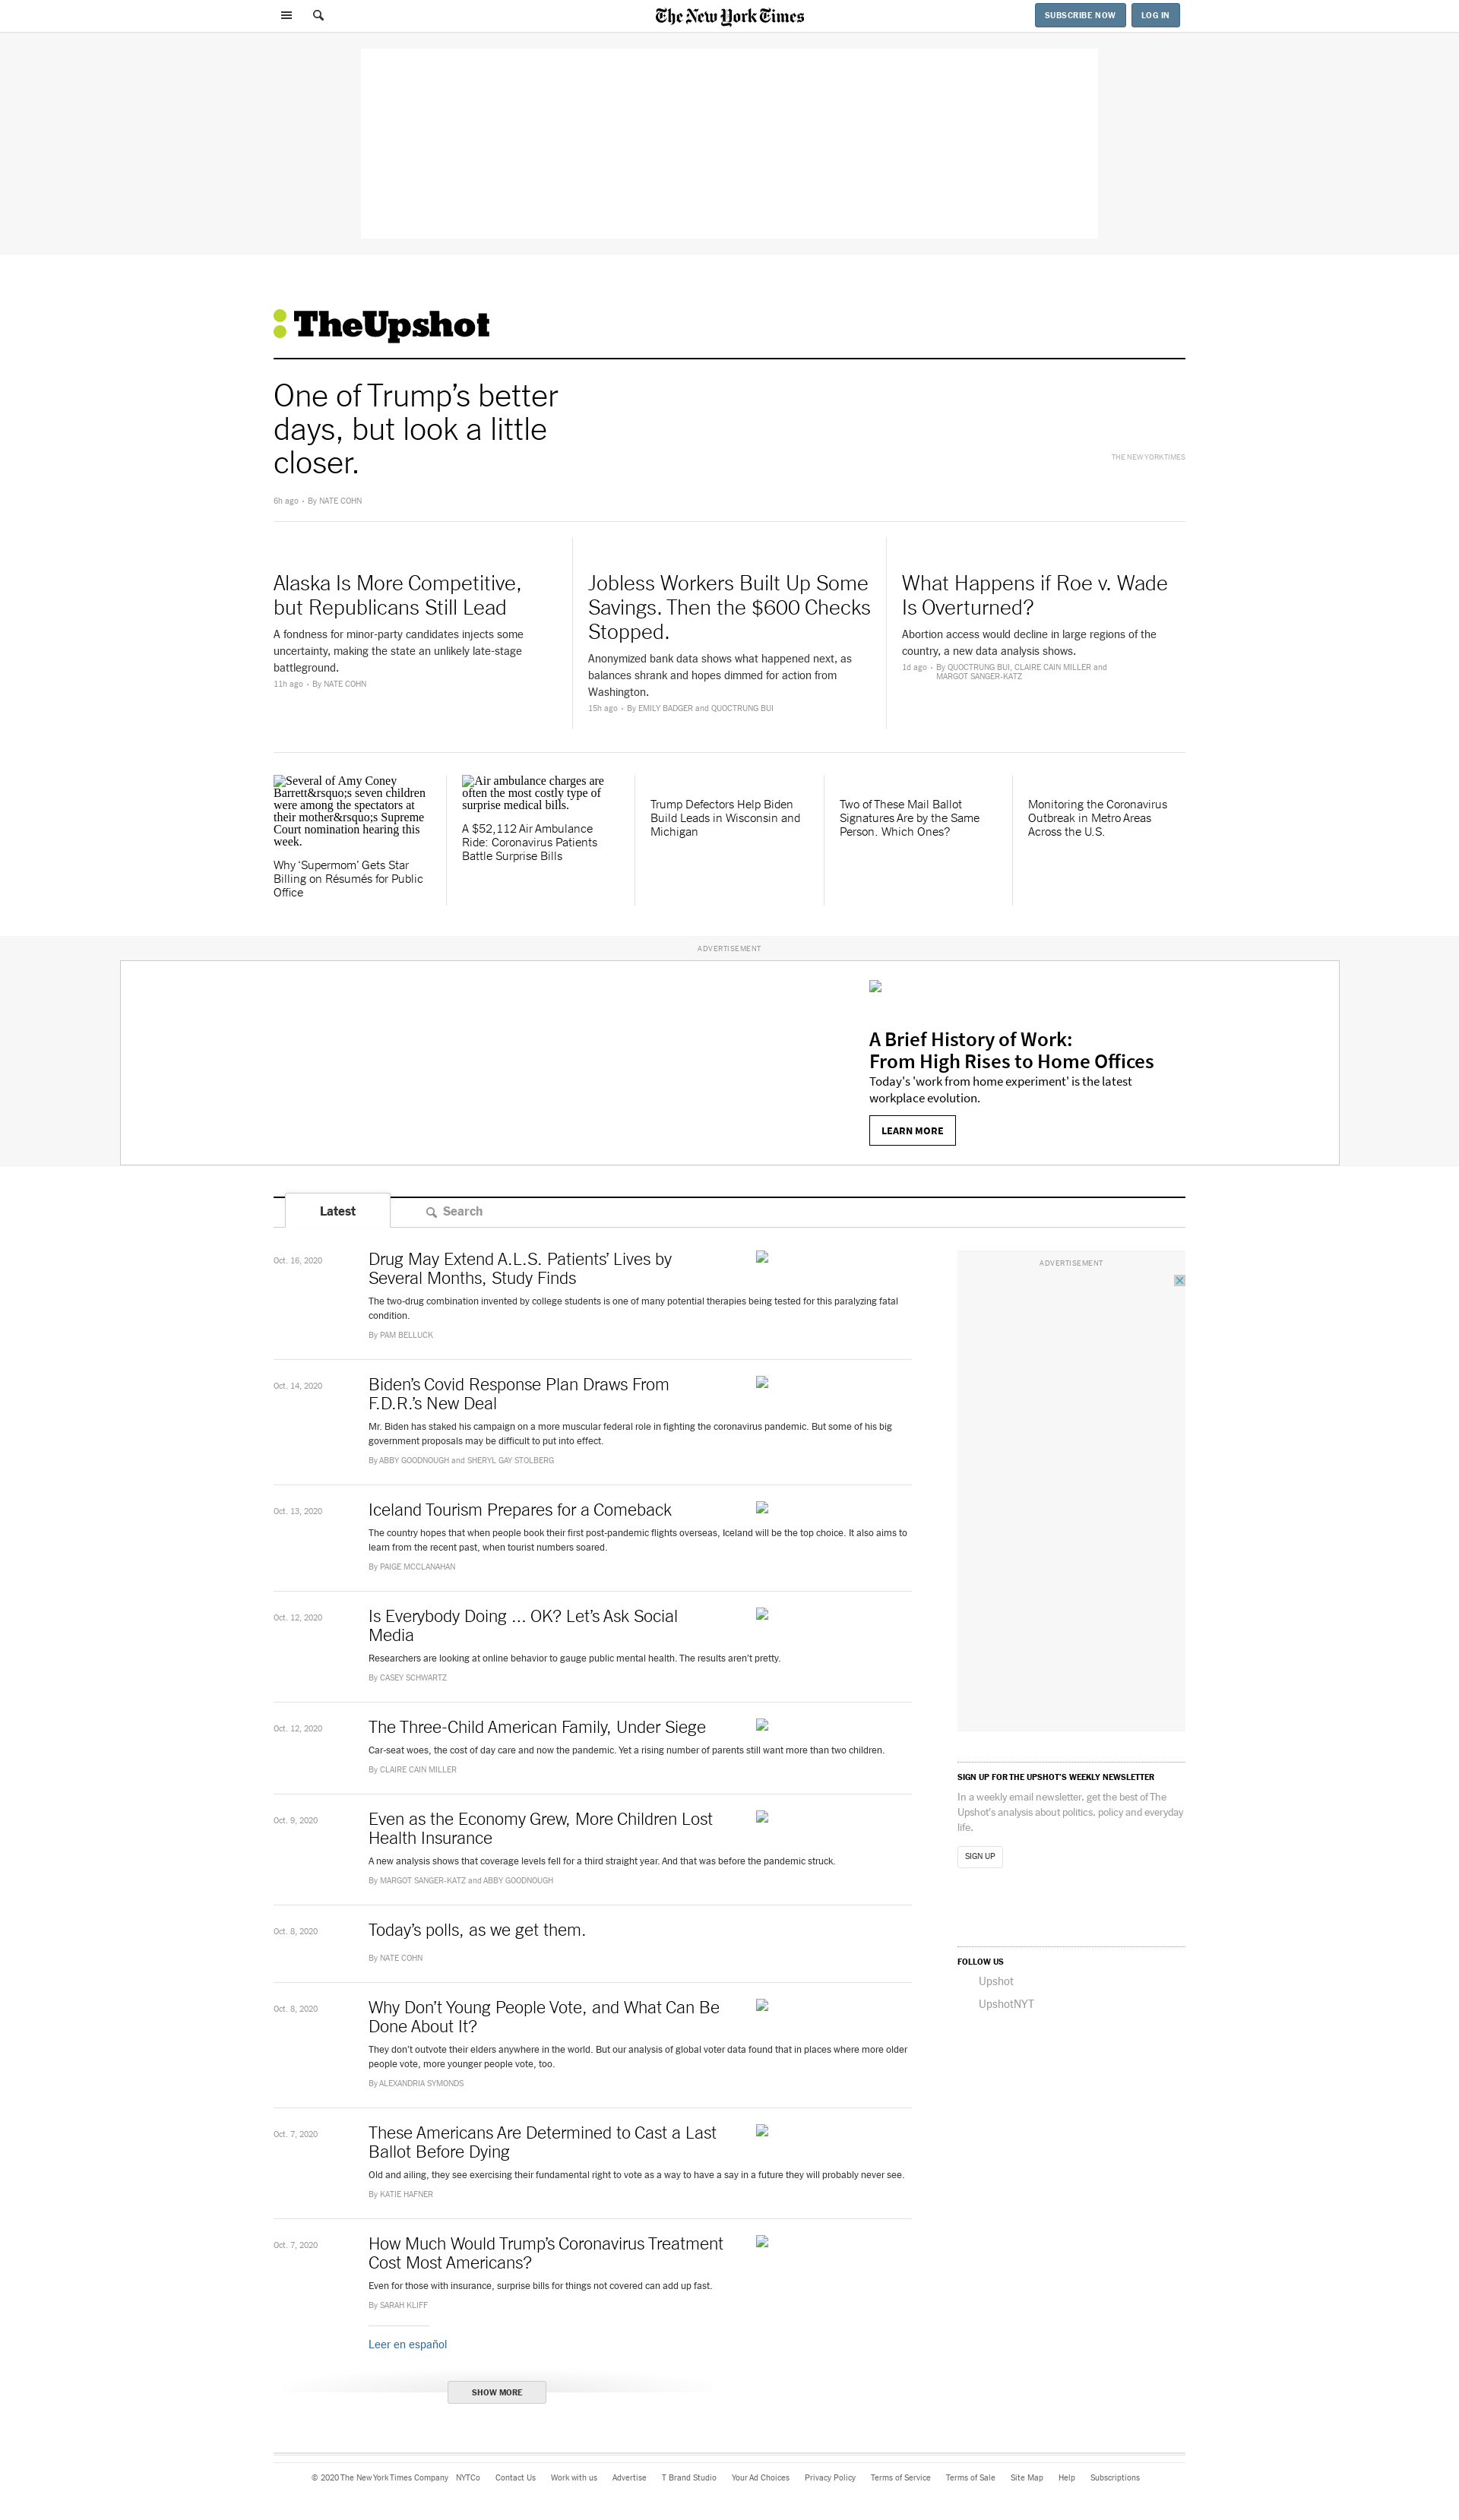 The New York Times
SUBSCRIBE NOW
LOG IN
TheUpshot
One of Trump’s better
days, but look a little
closer.
THE NEW YORK TIMES
6h ago • By NATE COHN
Alaska Is More Competitive,
but Republicans Still Lead
A fondness for minor-party candidates injects some
uncertainty, making the state an unlikely late-stage
battleground.
11h ago • By NATE COHN
Jobless Workers Built Up Some
Savings. Then the $600 Checks
Stopped.
Anonymized bank data shows what happened next, as
balances shrank and hopes dimmed for action from
Washington.
15h ago • By EMILY BADGER and QUOCTRUNG BUI
What Happens if Roe v. Wade
Is Overturned?
Abortion access would decline in large regions of the
country, a new data analysis shows.
1d ago • By QUOCTRUNG BUI, CLAIRE CAIN MILLER and
MARGOT SANGER-KATZ
Several of Amy Coney
Barrett&rsquo;s seven children
were among the spectators at
their mother&rsquo;s Supreme
Court nomination hearing this
week.
Why ‘Supermom’ Gets Star
Billing on Résumés for Public
Office
Air ambulance charges are
often the most costly type of
surprise medical bills.
A $52,112 Air Ambulance
Ride: Coronavirus Patients
Battle Surprise Bills
Trump Defectors Help Biden
Build Leads in Wisconsin and
Michigan
Two of These Mail Ballot
Signatures Are by the Same
Person. Which Ones?
Monitoring the Coronavirus
Outbreak in Metro Areas
Across the U.S.
ADVERTISEMENT
A Brief History of Work:
From High Rises to Home Offices
Today's 'work from home experiment' is the latest
workplace evolution.
LEARN MORE
Latest
Search
Oct. 16, 2020
Drug May Extend A.L.S. Patients’ Lives by
Several Months, Study Finds
The two-drug combination invented by college students is one of many potential therapies being tested for this paralyzing fatal
condition.
By PAM BELLUCK
Oct. 14, 2020
Biden’s Covid Response Plan Draws From
F.D.R.’s New Deal
Mr. Biden has staked his campaign on a more muscular federal role in fighting the coronavirus pandemic. But some of his big
government proposals may be difficult to put into effect.
By ABBY GOODNOUGH and SHERYL GAY STOLBERG
Oct. 13, 2020
Iceland Tourism Prepares for a Comeback
The country hopes that when people book their first post-pandemic flights overseas, Iceland will be the top choice. It also aims to
learn from the recent past, when tourist numbers soared.
By PAIGE MCCLANAHAN
Oct. 12, 2020
Is Everybody Doing ... OK? Let’s Ask Social
Media
Researchers are looking at online behavior to gauge public mental health. The results aren’t pretty.
By CASEY SCHWARTZ
Oct. 12, 2020
The Three-Child American Family, Under Siege
Car-seat woes, the cost of day care and now the pandemic. Yet a rising number of parents still want more than two children.
By CLAIRE CAIN MILLER
Oct. 9, 2020
Even as the Economy Grew, More Children Lost
Health Insurance
A new analysis shows that coverage levels fell for a third straight year. And that was before the pandemic struck.
By MARGOT SANGER-KATZ and ABBY GOODNOUGH
Oct. 8, 2020
Today’s polls, as we get them.
By NATE COHN
Oct. 8, 2020
Why Don’t Young People Vote, and What Can Be
Done About It?
They don’t outvote their elders anywhere in the world. But our analysis of global voter data found that in places where more older
people vote, more younger people vote, too.
By ALEXANDRIA SYMONDS
Oct. 7, 2020
These Americans Are Determined to Cast a Last
Ballot Before Dying
Old and ailing, they see exercising their fundamental right to vote as a way to have a say in a future they will probably never see.
By KATIE HAFNER
Oct. 7, 2020
How Much Would Trump’s Coronavirus Treatment
Cost Most Americans?
Even for those with insurance, surprise bills for things not covered can add up fast.
By SARAH KLIFF
Leer en español
SHOW MORE
ADVERTISEMENT
SIGN UP FOR THE UPSHOT’S WEEKLY NEWSLETTER
In a weekly email newsletter, get the best of The
Upshot’s analysis about politics, policy and everyday
life.
SIGN UP
FOLLOW US
Upshot
UpshotNYT
© 2020 The New York Times Company NYTCo Contact Us Work with us Advertise T Brand Studio Your Ad Choices Privacy Policy Terms of Service Terms of Sale Site Map Help Subscriptions